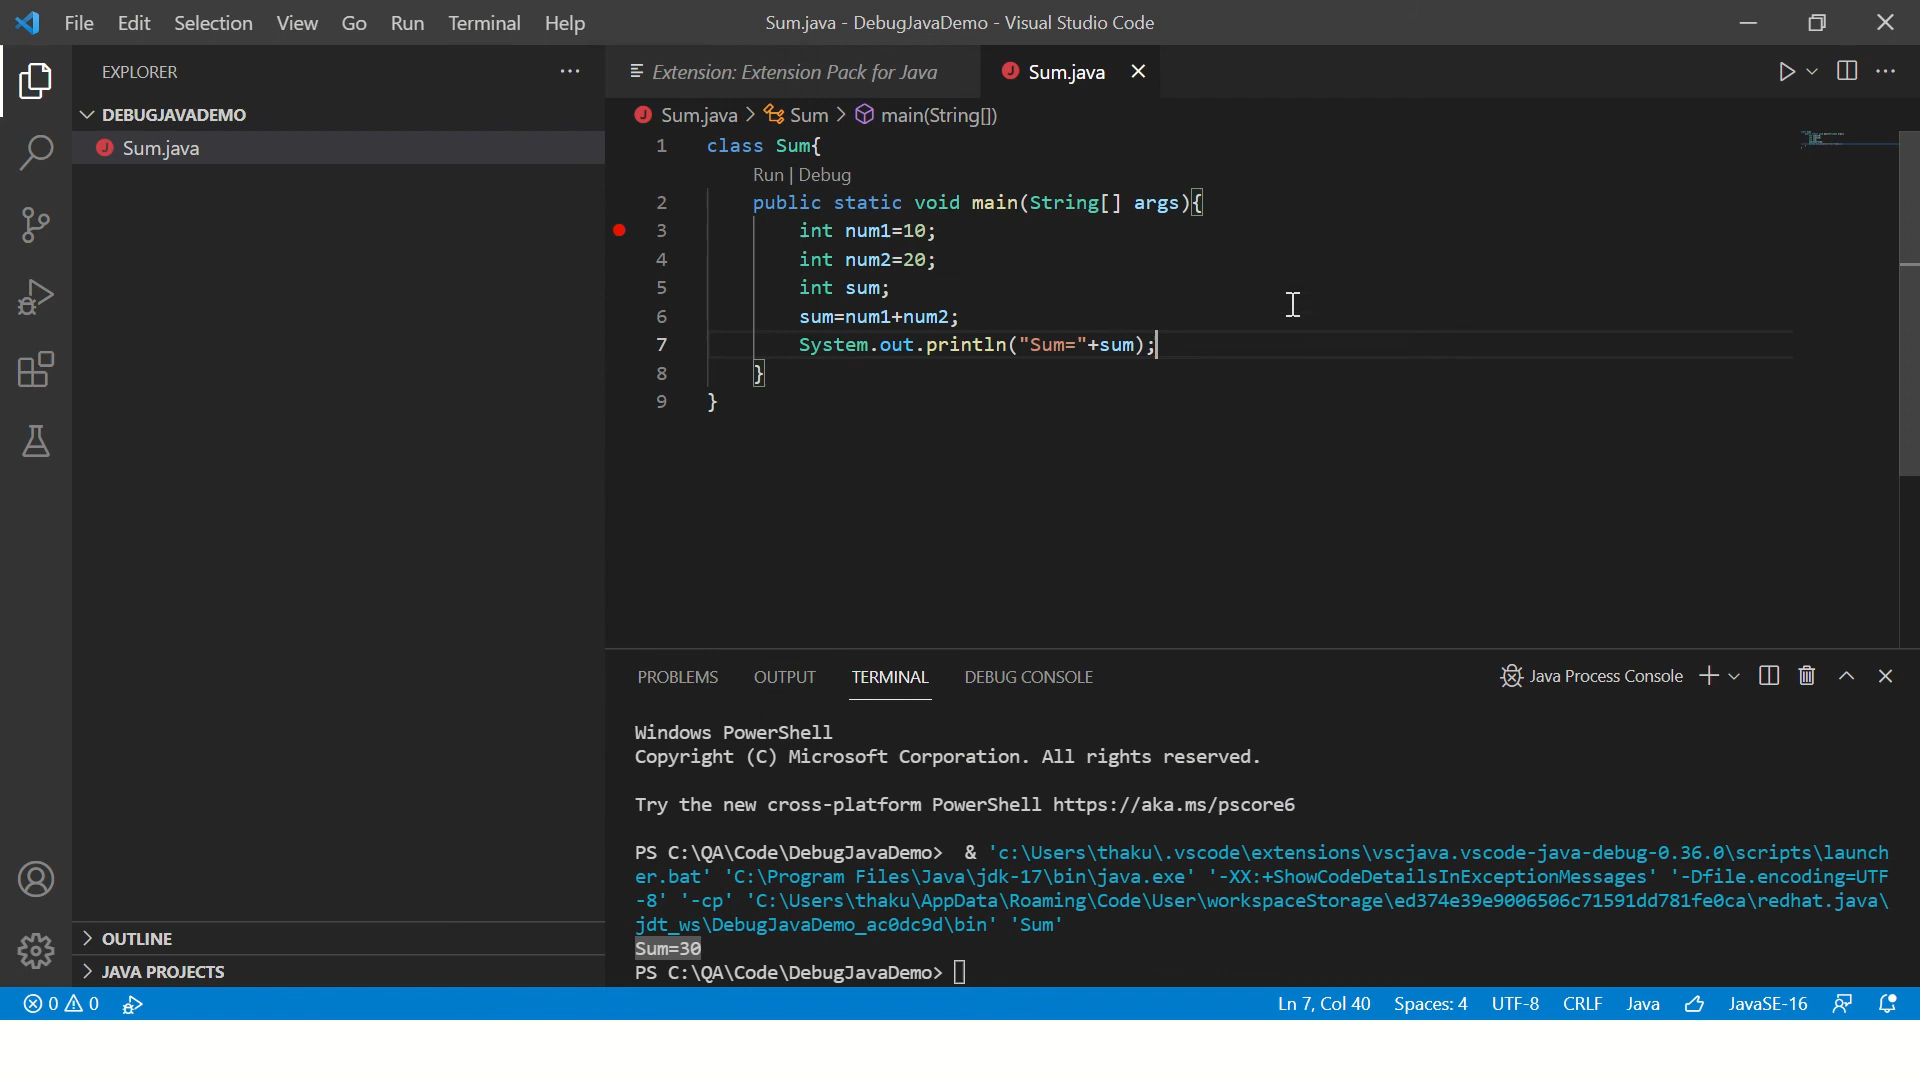 File Edit Selection View Go Run Terminal Help
Sum.java - DebugJavaDemo - Visual Studio Code
EXPLORER
DEBUGJAVADEMO
Sum.java
OUTLINE
JAVA PROJECTS
Extension: Extension Pack for Java
Sum.java
Sum.java > Sum > main(String[])
1 class Sum{
Run | Debug
2 public static void main(String[] args){
3 int num1=10;
4 int num2=20;
5 int sum;
6 sum=num1+num2;
7 System.out.println("Sum="+sum);
8 }
9 }
PROBLEMS OUTPUT TERMINAL DEBUG CONSOLE
Java Process Console
Windows PowerShell
Copyright (C) Microsoft Corporation. All rights reserved.
Try the new cross-platform PowerShell https://aka.ms/pscore6
PS C:\QA\Code\DebugJavaDemo>  & 'c:\Users\thaku\.vscode\extensions\vscjava.vscode-java-debug-0.36.0\scripts\launch
er.bat' 'C:\Program Files\Java\jdk-17\bin\java.exe' '-XX:+ShowCodeDetailsInExceptionMessages' '-Dfile.encoding=UTF
-8' '-cp' 'C:\Users\thaku\AppData\Roaming\Code\User\workspaceStorage\ed374e39e9006506c71591dd781fe0ca\redhat.java\
jdt_ws\DebugJavaDemo_ac0dc9d\bin' 'Sum'
Sum=30
PS C:\QA\Code\DebugJavaDemo>
0 0
Ln 7, Col 40 Spaces: 4 UTF-8 CRLF Java JavaSE-16